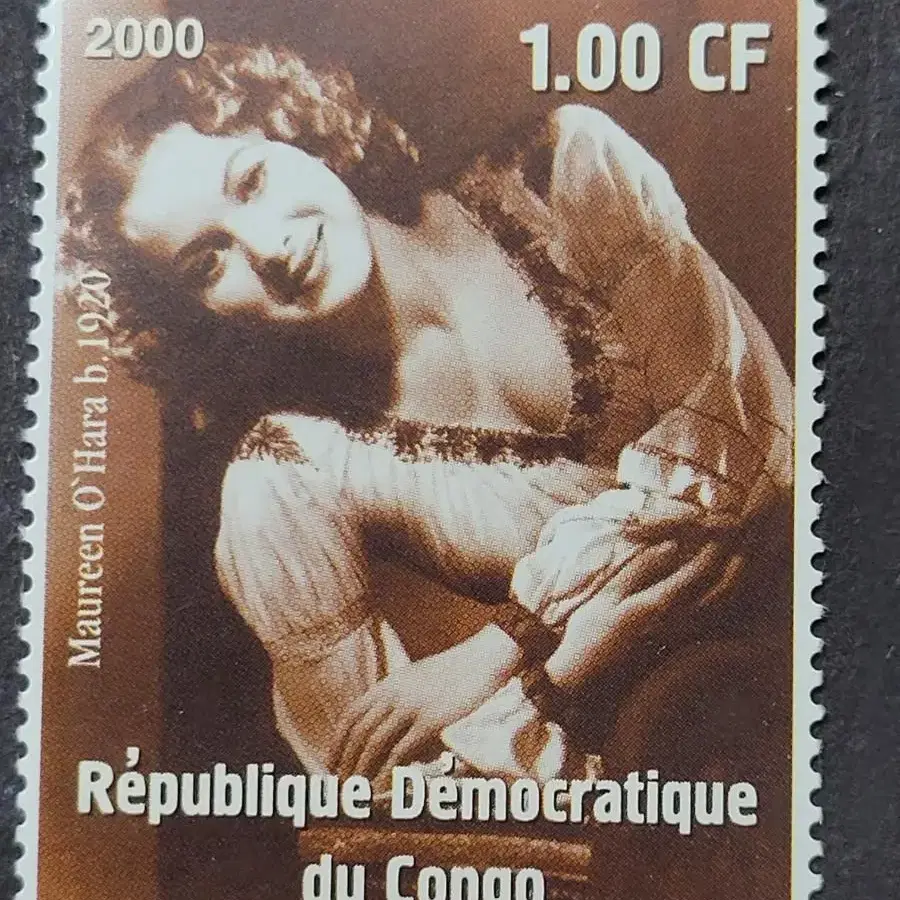 2000
1.00 CF
Maureen O`Hara b.1920
République Démocratique
du Congo